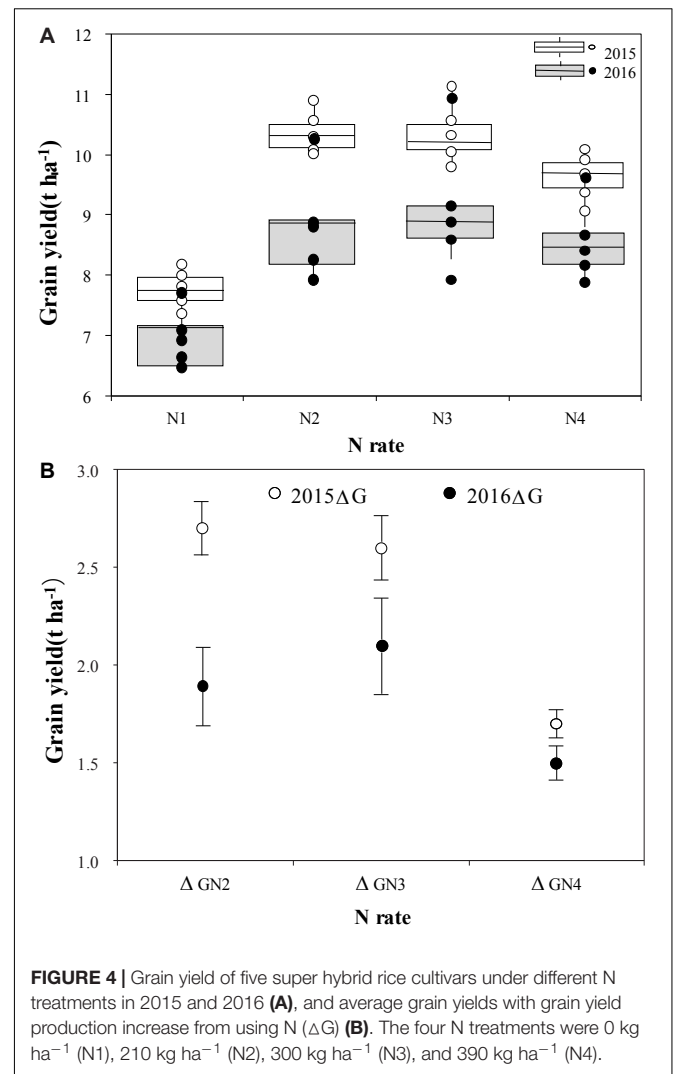 A
12
11
10
9
8
7
6
Grain yield(t ha-1)
2015
2016
N1 N2 N3 N4
N rate
B
3.0
2.5
2.0
1.5
1.0
Grain yield(t ha-1)
2015ΔG 2016ΔG
Δ GN2 Δ GN3 Δ GN4
N rate
FIGURE 4 | Grain yield of five super hybrid rice cultivars under different N
treatments in 2015 and 2016 (A), and average grain yields with grain yield
production increase from using N (△G) (B). The four N treatments were 0 kg
ha−1 (N1), 210 kg ha−1 (N2), 300 kg ha−1 (N3), and 390 kg ha−1 (N4).